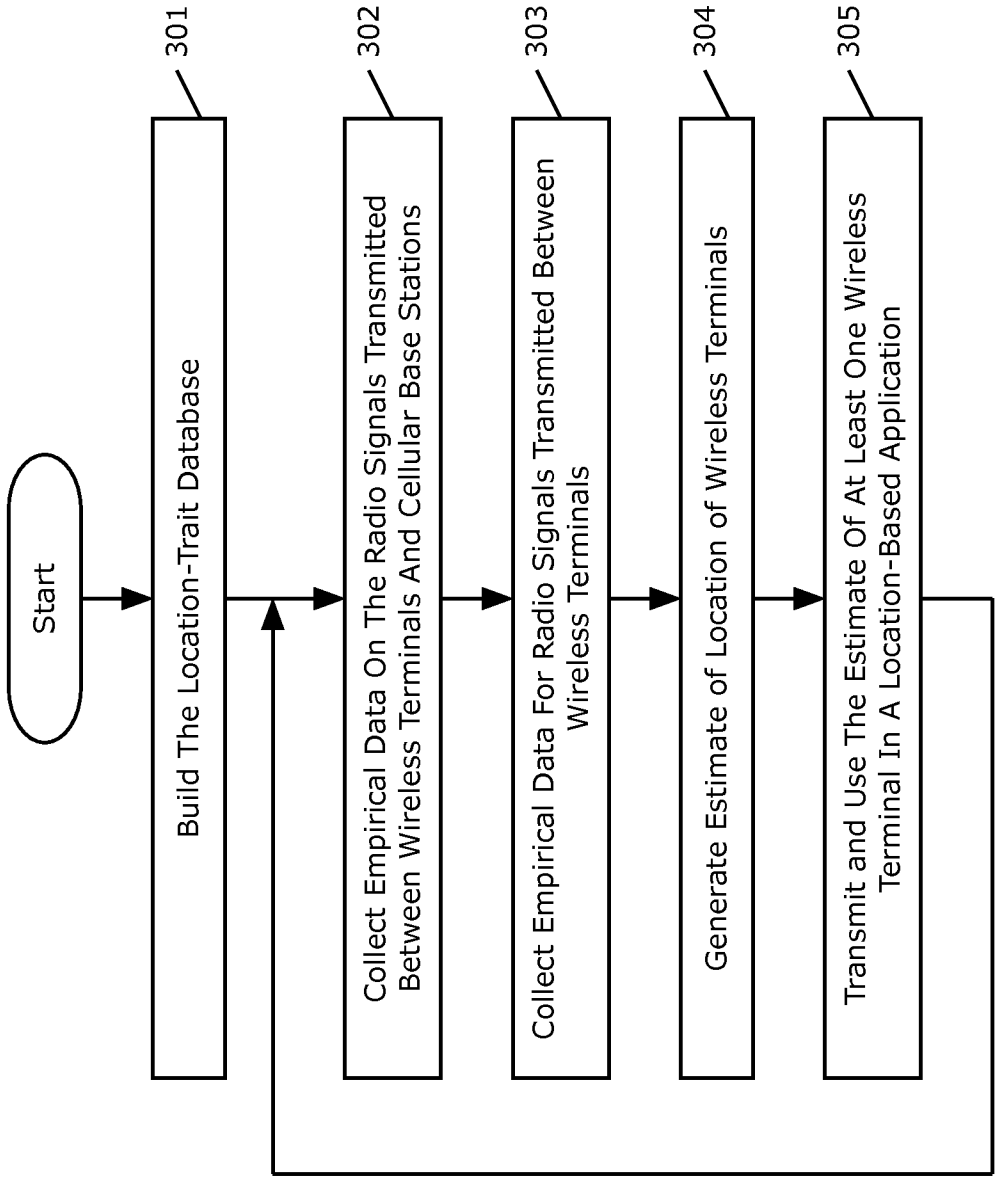 Start
Build The Location-Trait Database
301
Collect Empirical Data On The Radio Signals Transmitted
Between Wireless Terminals And Cellular Base Stations
302
Collect Empirical Data For Radio Signals Transmitted Between
Wireless Terminals
303
Generate Estimate of Location of Wireless Terminals
304
Transmit and Use The Estimate Of At Least One Wireless
Terminal In A Location-Based Application
305